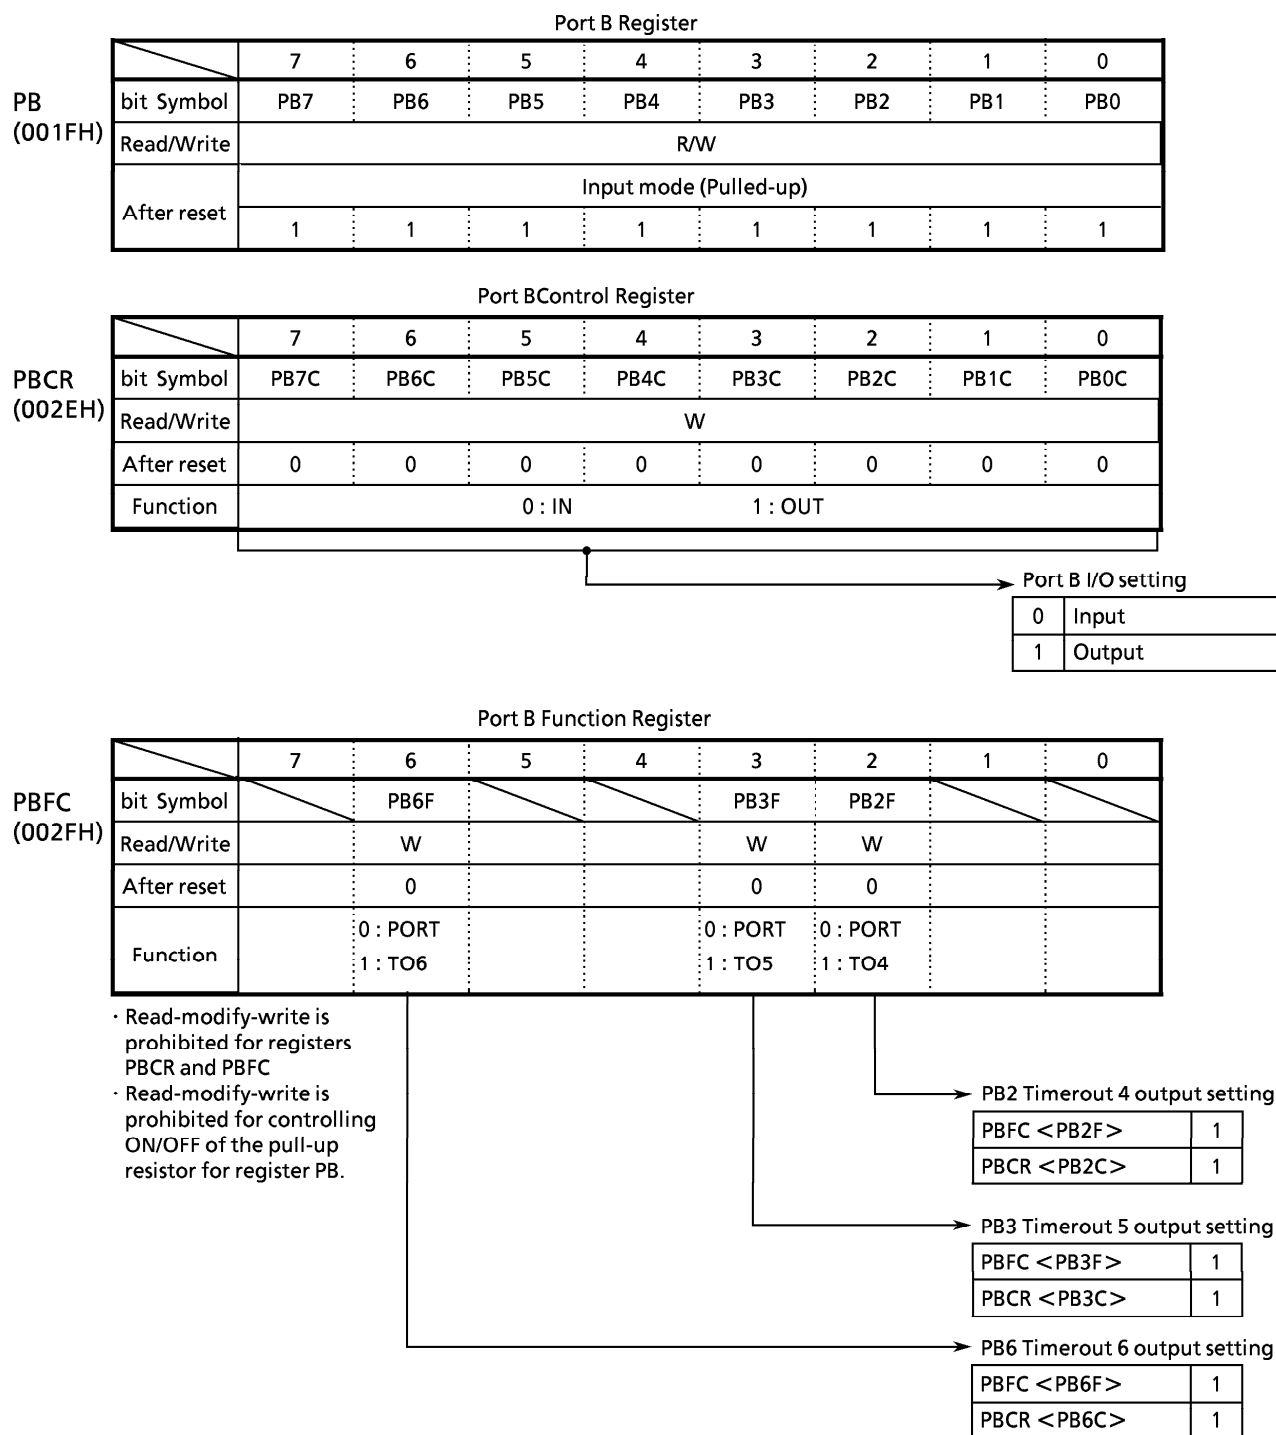 Port B Register
7 6 5 4 3 2 1 0
PB
(001FH)
bit Symbol PB7 PB6 PB5 PB4 PB3 PB2 PB1 PB0
Read/Write R/W
After reset Input mode (Pulled-up)
1 1 1 1 1 1 1 1
Port BControl Register
7 6 5 4 3 2 1 0
PBCR
(002EH)
bit Symbol PB7C PB6C PB5C PB4C PB3C PB2C PB1C PB0C
Read/Write W
After reset 0 0 0 0 0 0 0 0
Function 0 : IN 1 : OUT
Port B I/O setting
0 Input
1 Output
Port B Function Register
7 6 5 4 3 2 1 0
PBFC
(002FH)
bit Symbol PB6F PB3F PB2F
Read/Write W W W
After reset 0 0 0
Function
0 : PORT 0 : PORT 0 : PORT
1 : TO6 1 : TO5 1 : TO4
· Read-modify-write is
prohibited for registers
PBCR and PBFC
· Read-modify-write is
prohibited for controlling
ON/OFF of the pull-up
resistor for register PB.
PB2 Timerout 4 output setting
PBFC <PB2F> 1
PBCR <PB2C> 1
PB3 Timerout 5 output setting
PBFC <PB3F> 1
PBCR <PB3C> 1
PB6 Timerout 6 output setting
PBFC <PB6F> 1
PBCR <PB6C> 1